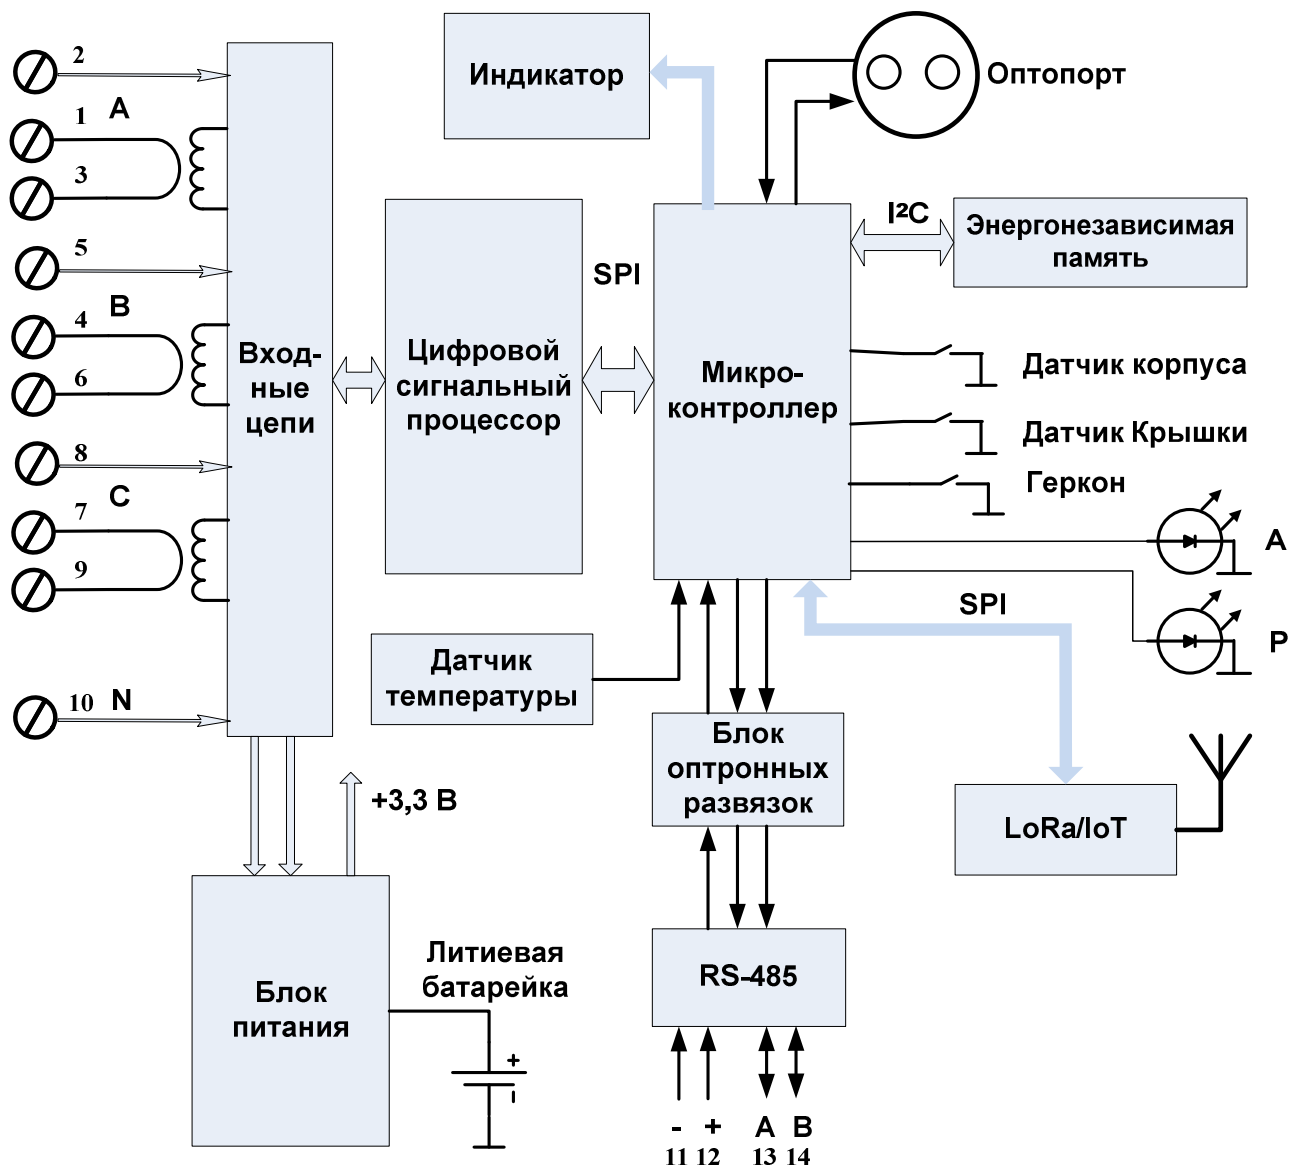 2
1
A
3
5
4
B
6
8
7
C
9
10 N
Вход-
ные
цепи
Цифровой
сигнальный
процессор
SPI
Индикатор
Оптопорт
Микро-
контроллер
I²C
Энергонезависимая
память
Датчик корпуса
Датчик Крышки
Геркон
A
P
SPI
LoRa/IoT
Датчик
температуры
Блок
оптронных
развязок
RS-485
- + A B
11 12 13 14
+3,3 В
Блок
питания
Литиевая
батарейка
+
–